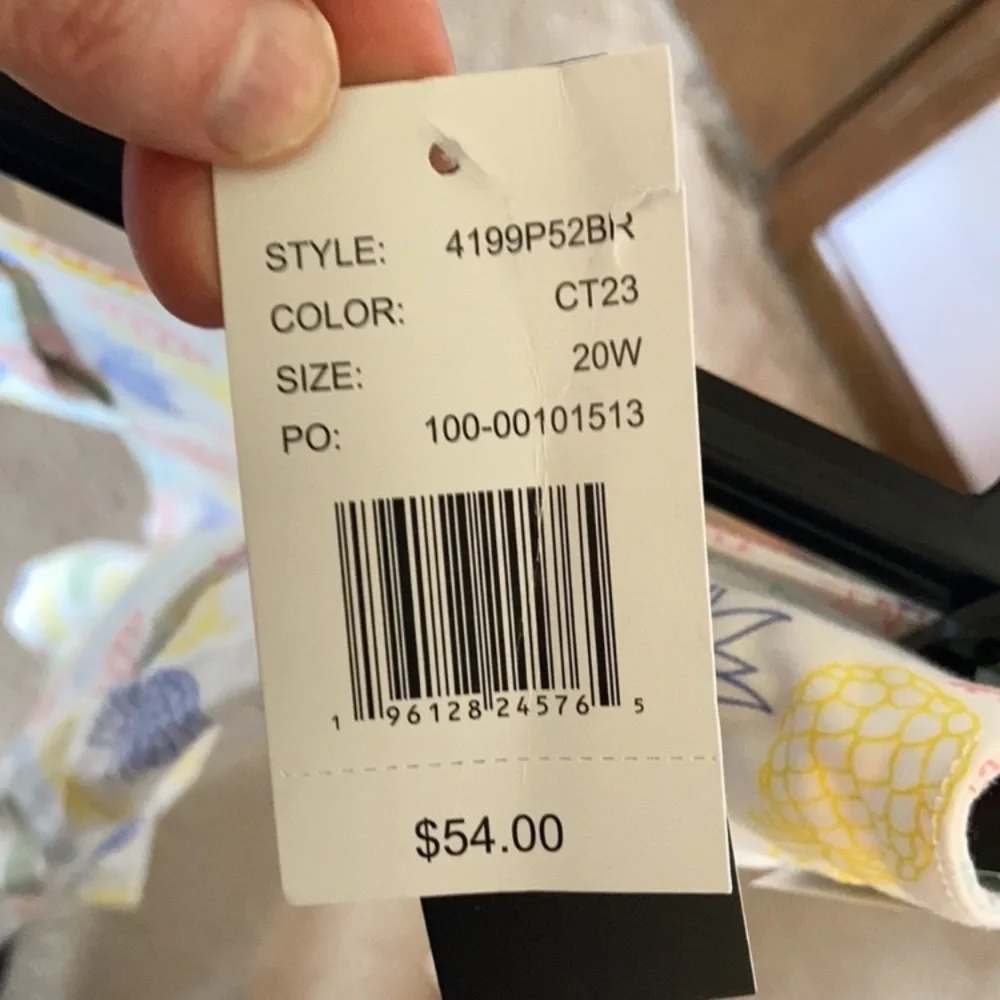 STYLE: 4199P52BR
COLOR: CT23
SIZE: 20W
PO: 100-00101513
1 96128 24576 5
$54.00